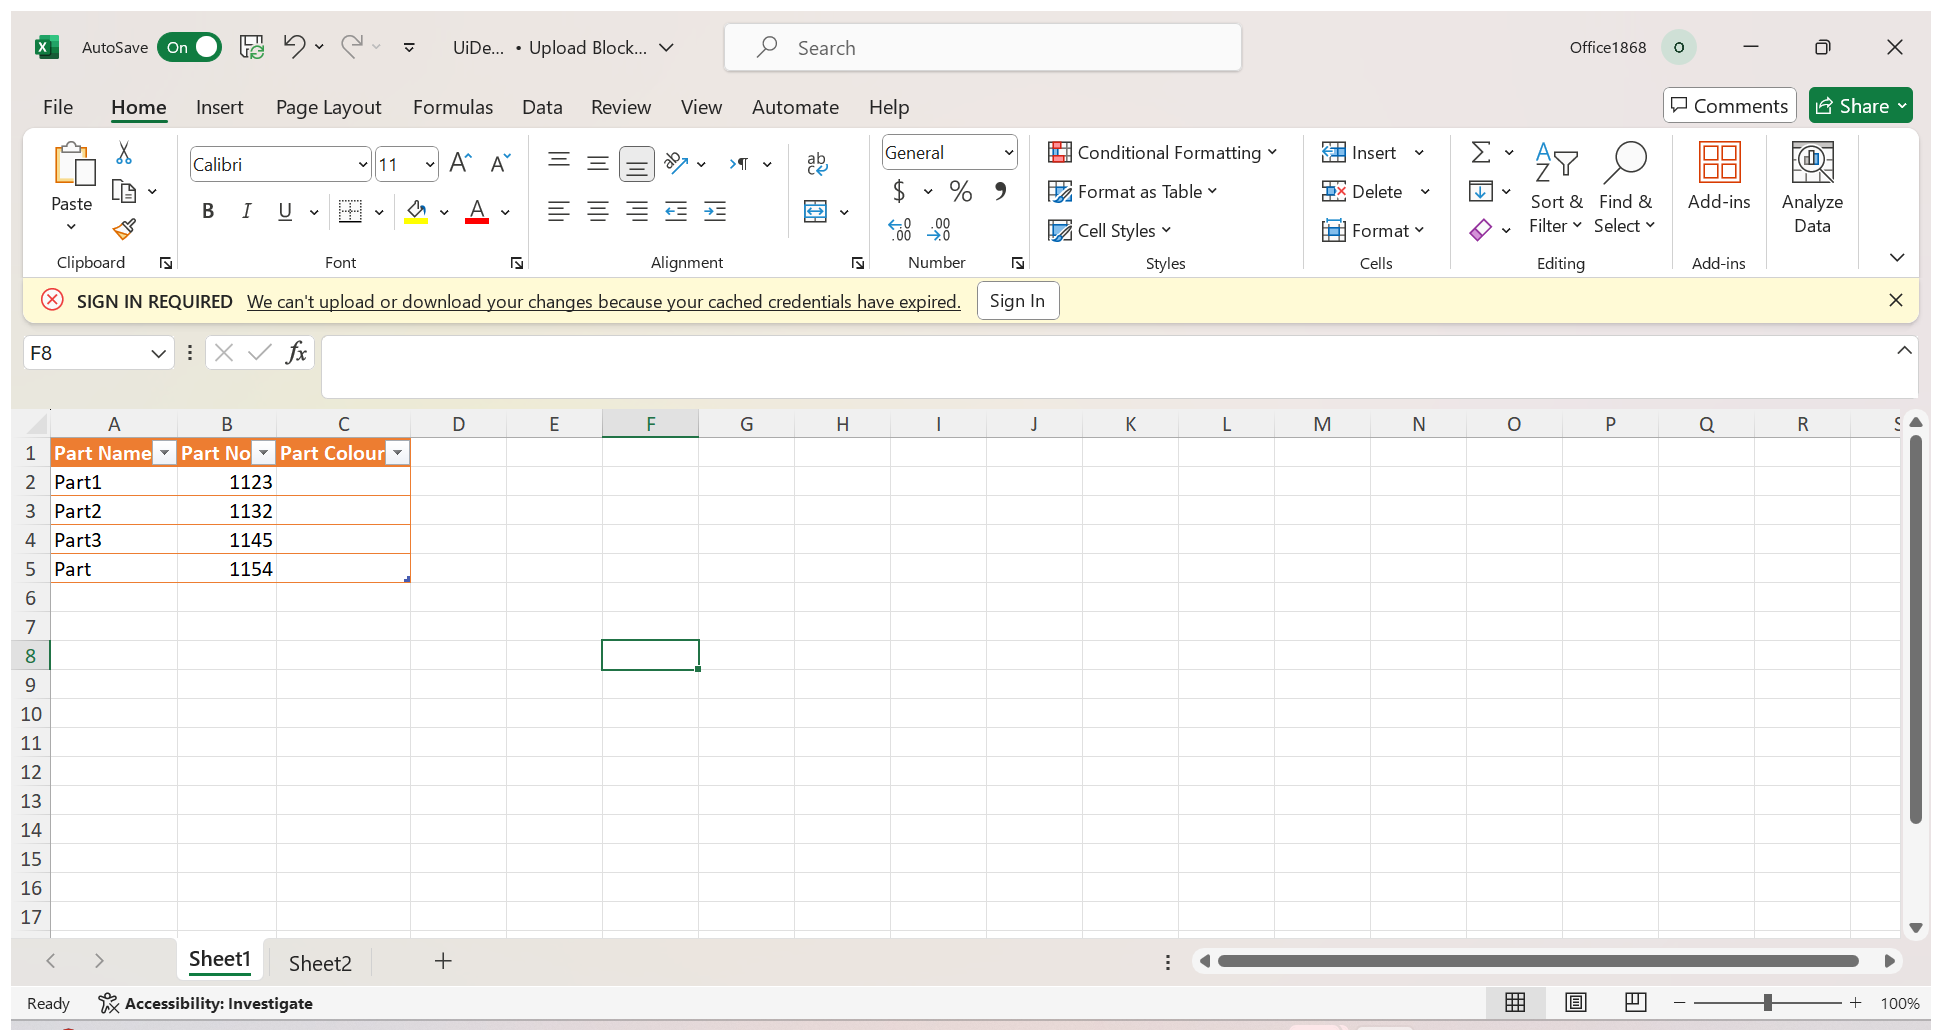 AutoSave On UiDe... • Upload Block... Search Office1868 O
File Home Insert Page Layout Formulas Data Review View Automate Help Comments Share
Paste
Clipboard
Calibri 11
B I U A
Font
ab
Alignment
General
$ % 9
.00 .00
Number
Conditional Formatting
Format as Table
Cell Styles
Styles
Insert
Delete
Format
Cells
Sort & Filter
Find & Select
Editing
Add-ins
Add-ins
Analyze Data
SIGN IN REQUIRED We can't upload or download your changes because your cached credentials have expired. Sign In
F8 fx
A B C D E F G H I J K L M N O P Q R S
1 Part Name Part No Part Colour
2 Part1 1123
3 Part2 1132
4 Part3 1145
5 Part 1154
6
7
8
9
10
11
12
13
14
15
16
17
Sheet1 Sheet2
Ready Accessibility: Investigate 100%